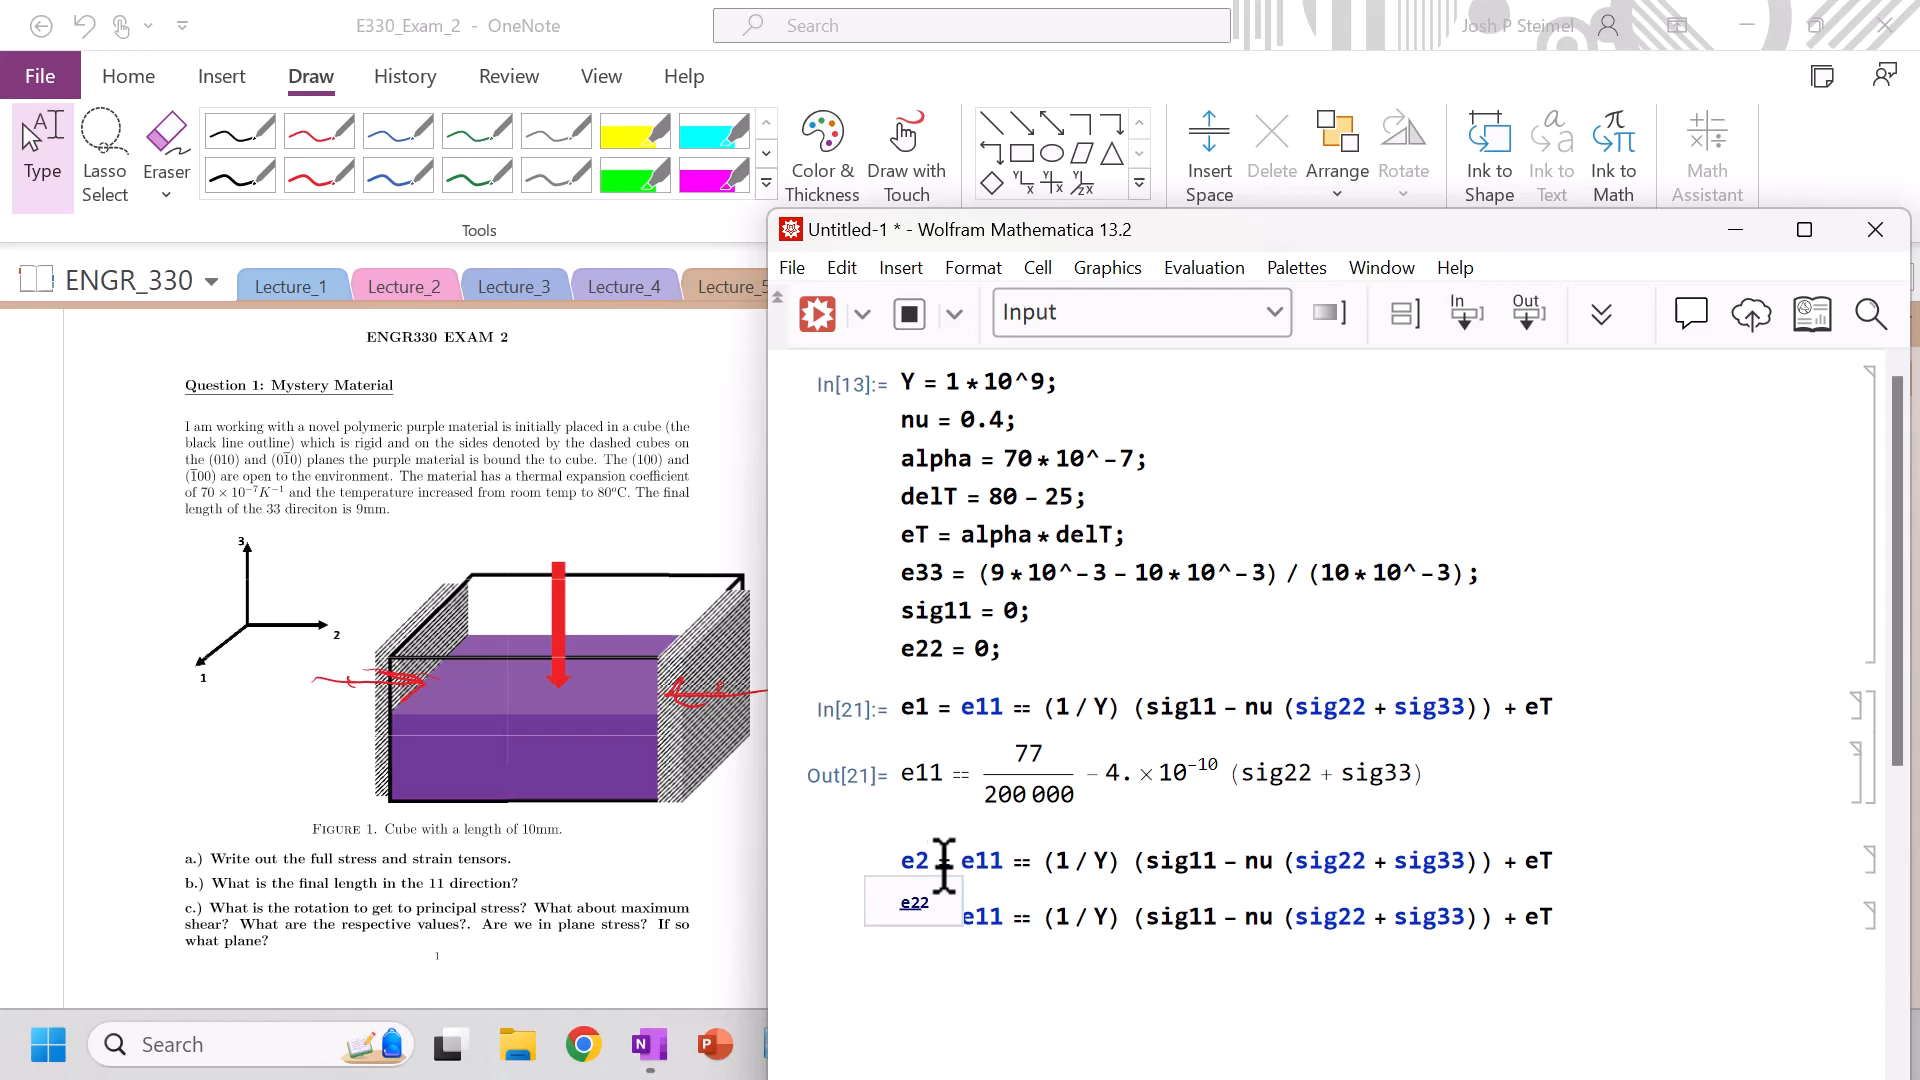 E330_Exam_2 - OneNote
Search
Josh P Steimel
File Home Insert Draw History Review View Help
Type
Lasso Select
Eraser
Color & Thickness
Draw with Touch
Insert Space
Delete
Arrange
Rotate
Ink to Shape
Ink to Text
Ink to Math
Math Assistant
Tools
ENGR_330
Lecture_1
Lecture_2
Lecture_3
Lecture_4
Lecture_5
ENGR330 EXAM 2
Question 1: Mystery Material
I am working with a novel polymeric purple material is initially placed in a cube (the
black line outline) which is rigid and on the sides denoted by the dashed cubes on
the (010) and (01̅0) planes the purple material is bound the to cube. The (100) and
(1̅00) are open to the environment. The material has a thermal expansion coefficient
of 70 × 10⁻⁷K⁻¹ and the temperature increased from room temp to 80°C. The final
length of the 33 direciton is 9mm.
3
2
1
FIGURE 1. Cube with a length of 10mm.
a.) Write out the full stress and strain tensors.
b.) What is the final length in the 11 direction?
c.) What is the rotation to get to principal stress? What about maximum
shear? What are the respective values?. Are we in plane stress? If so
what plane?
1
Untitled-1 * - Wolfram Mathematica 13.2
File Edit Insert Format Cell Graphics Evaluation Palettes Window Help
Input
In
Out
In[13]:= Y = 1*10^9;
nu = 0.4;
alpha = 70*10^-7;
delT = 80 - 25;
eT = alpha*delT;
e33 = (9*10^-3 - 10*10^-3) / (10*10^-3);
sig11 = 0;
e22 = 0;
In[21]:= e1 = e11 == (1/Y) (sig11 - nu (sig22 + sig33)) + eT
Out[21]= e11 == 77/200 000 - 4.×10⁻¹⁰ (sig22 + sig33)
e2 = e11 == (1/Y) (sig11 - nu (sig22 + sig33)) + eT
e22
e11 == (1/Y) (sig11 - nu (sig22 + sig33)) + eT
Search